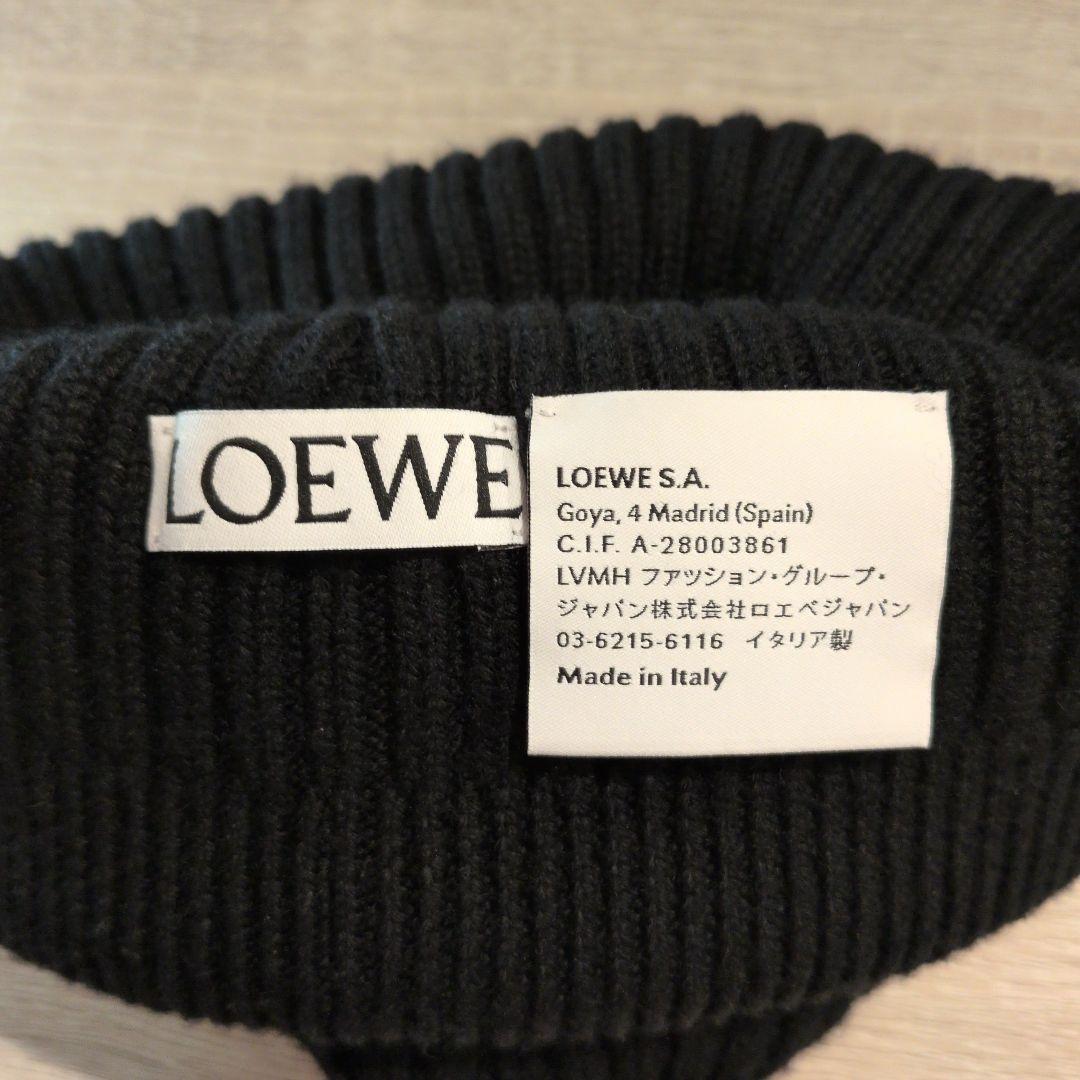 LOEWE
LOEWE S.A.
Goya, 4 Madrid (Spain)
C.I.F. A-28003861
LVMH ファッション・グループ・
ジャパン株式会社ロエベジャパン
03-6215-6116 イタリア製
Made in Italy